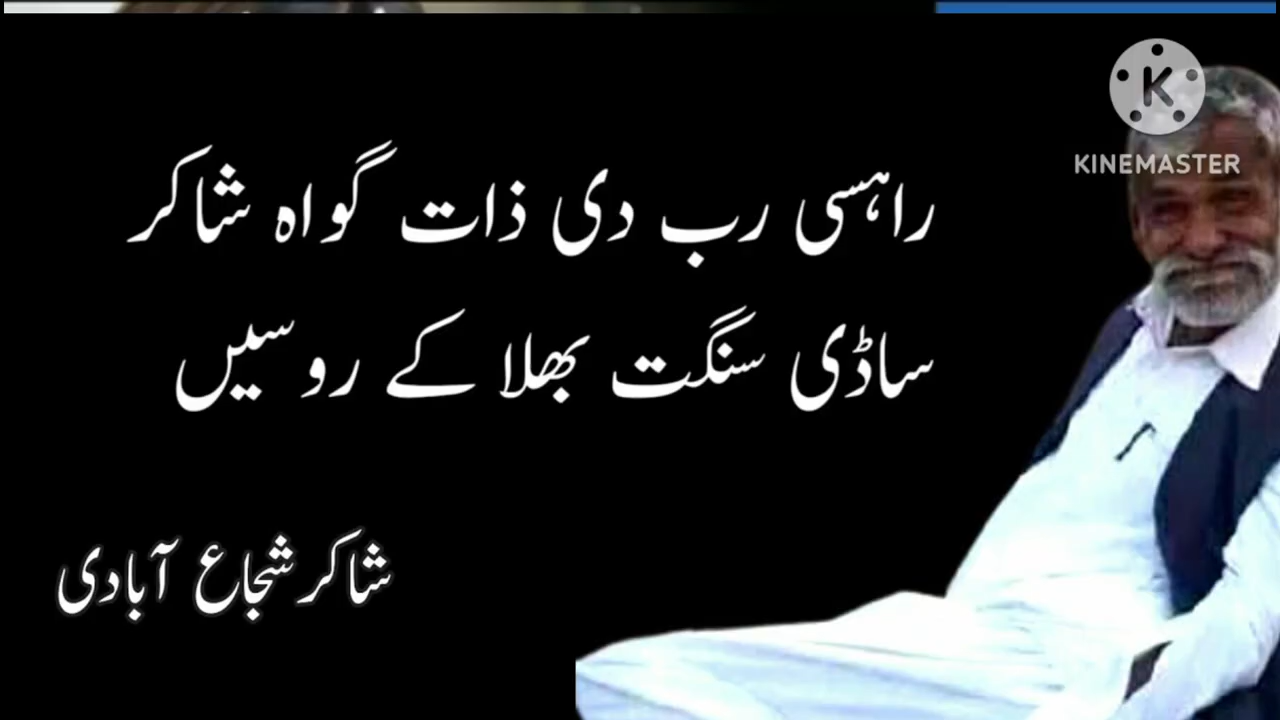 KINEMASTER
راہسی رب دی ذات گواہ شاکر
ساڈی سنگت بھلا کے روسیں
شاکر شجاع آبادی